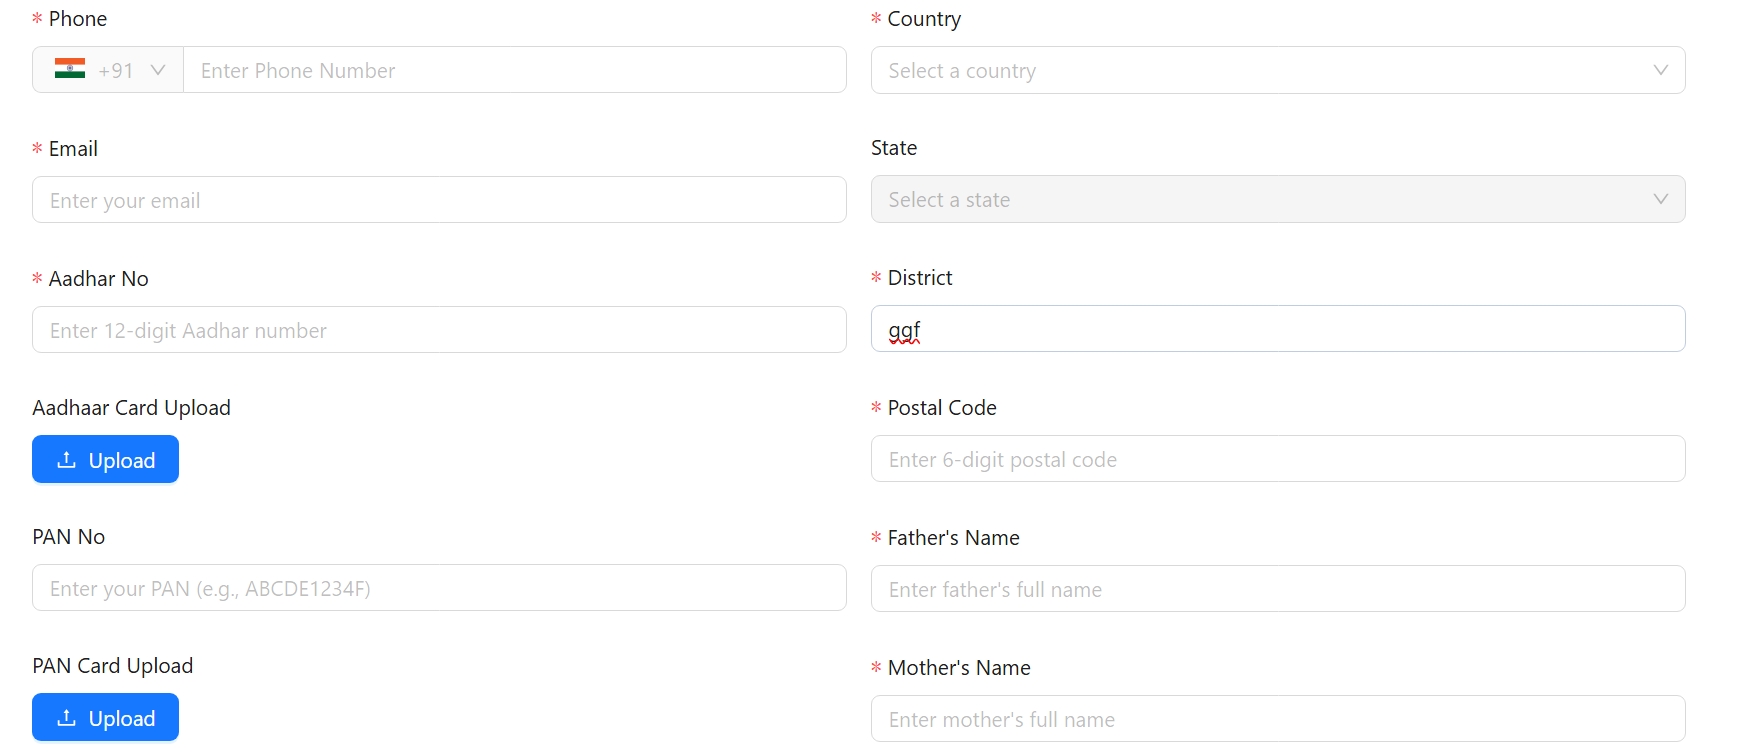 * Phone
+91 Enter Phone Number
* Email
Enter your email
* Aadhar No
Enter 12-digit Aadhar number
Aadhaar Card Upload
Upload
PAN No
Enter your PAN (e.g., ABCDE1234F)
PAN Card Upload
Upload
* Country
Select a country
State
Select a state
* District
ggf
* Postal Code
Enter 6-digit postal code
* Father's Name
Enter father's full name
* Mother's Name
Enter mother's full name